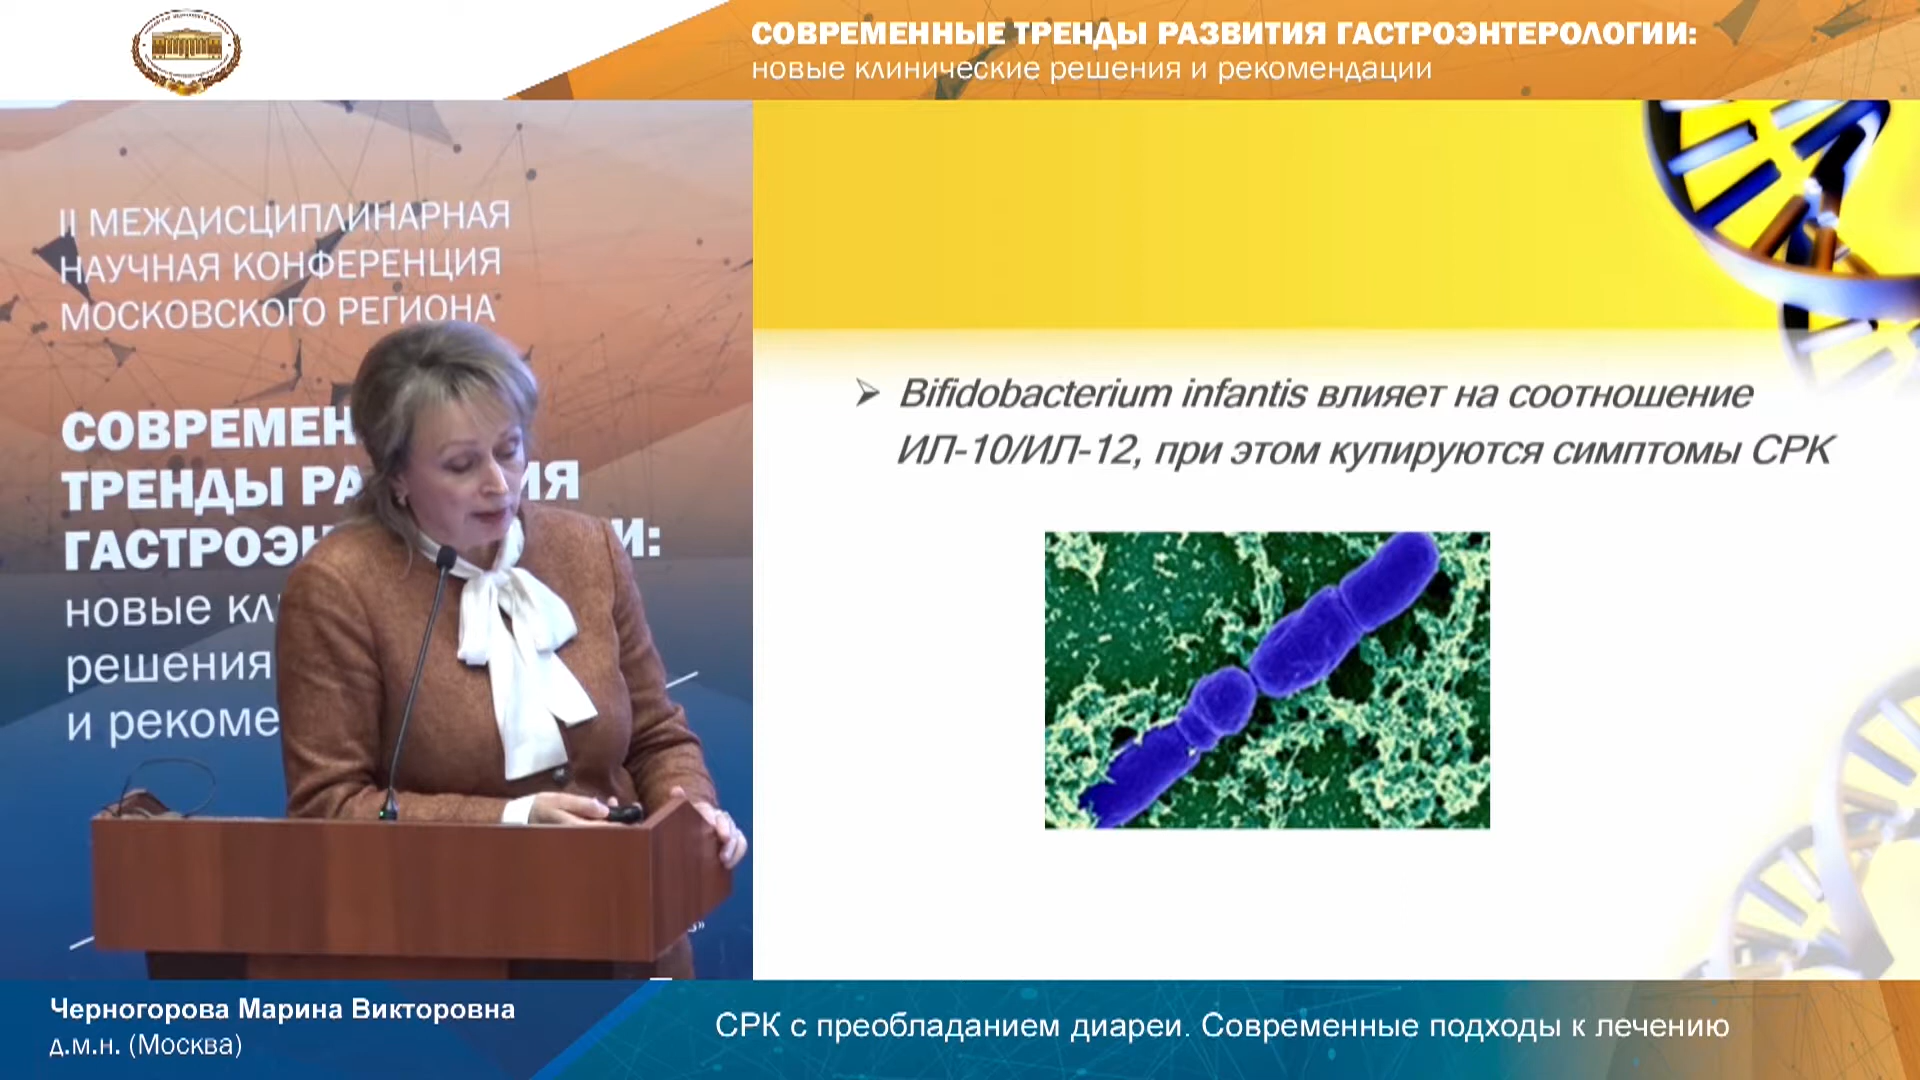 СОВРЕМЕННЫЕ ТРЕНДЫ РАЗВИТИЯ ГАСТРОЭНТЕРОЛОГИИ:
новые клинические решения и рекомендации
II МЕЖДИСЦИПЛИНАРНАЯ
НАУЧНАЯ КОНФЕРЕНЦИЯ
МОСКОВСКОГО РЕГИОНА
СОВРЕМЕН
ТРЕНДЫ РА ИЯ
ГАСТРОЭН И:
новые кл
решения
и рекоме
➢ Bifidobacterium infantis влияет на соотношение
ИЛ-10/ИЛ-12, при этом купируются симптомы СРК
Черногорова Марина Викторовна
д.м.н. (Москва)
СРК с преобладанием диареи. Современные подходы к лечению